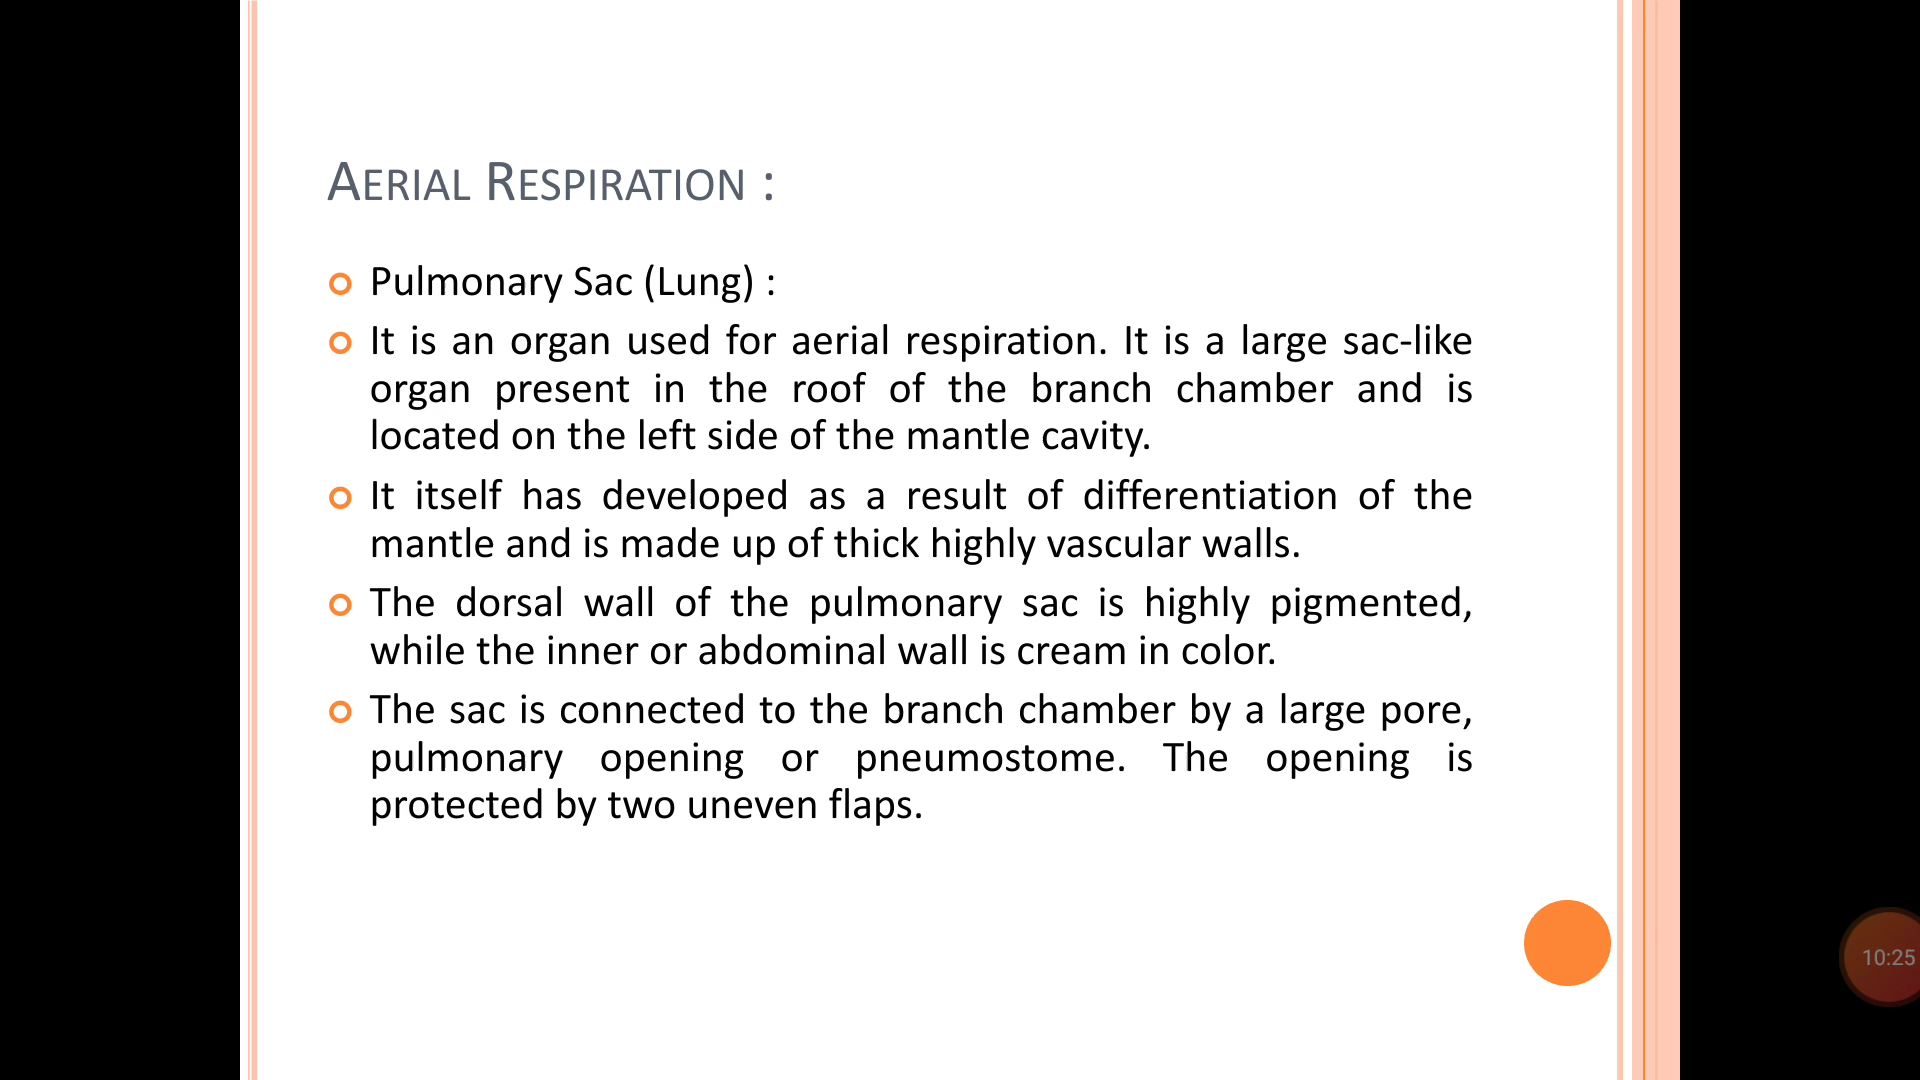 AERIAL RESPIRATION :
Pulmonary Sac (Lung) :
It is an organ used for aerial respiration. It is a large sac-like
organ present in the roof of the branch chamber and is
located on the left side of the mantle cavity.
It itself has developed as a result of differentiation of the
mantle and is made up of thick highly vascular walls.
The dorsal wall of the pulmonary sac is highly pigmented,
while the inner or abdominal wall is cream in color.
The sac is connected to the branch chamber by a large pore,
pulmonary opening or pneumostome. The opening is
protected by two uneven flaps.
10:25